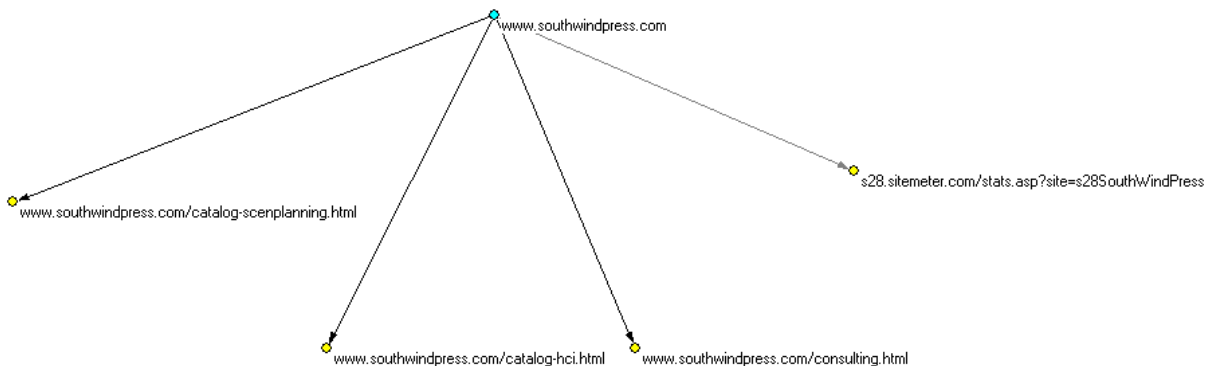 www.southwindpress.com
s28.sitemeter.com/stats.asp?site=s28SouthWindPress
www.southwindpress.com/catalog-scenplanning.html
www.southwindpress.com/catalog-hci.html
www.southwindpress.com/consulting.html